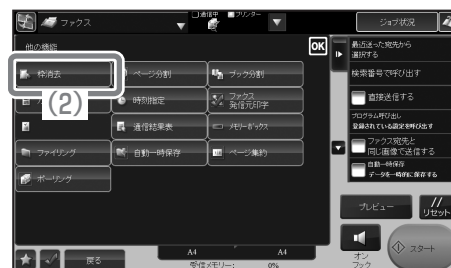 ファクス
通信中
プリンター
ジョブ状況
他の機能
OK
最近送った宛先から
選択する
枠消去
ページ分割
ブック分割
検索番号で呼び出す
(2)
時刻指定
ファクス
発信元印字
直接送信する
プログラム呼び出し
登録されている設定を呼び出す
通信結果表
メモリーボックス
ファクス宛先と
同じ画像で送信する
ファイリング
自動一時保存
ページ集約
自動一時保存
データを一時的に保存する
ポーリング
プレビュー
リセット
戻る
A4
A4
受信メモリー:
0%
オン
フック
スタート